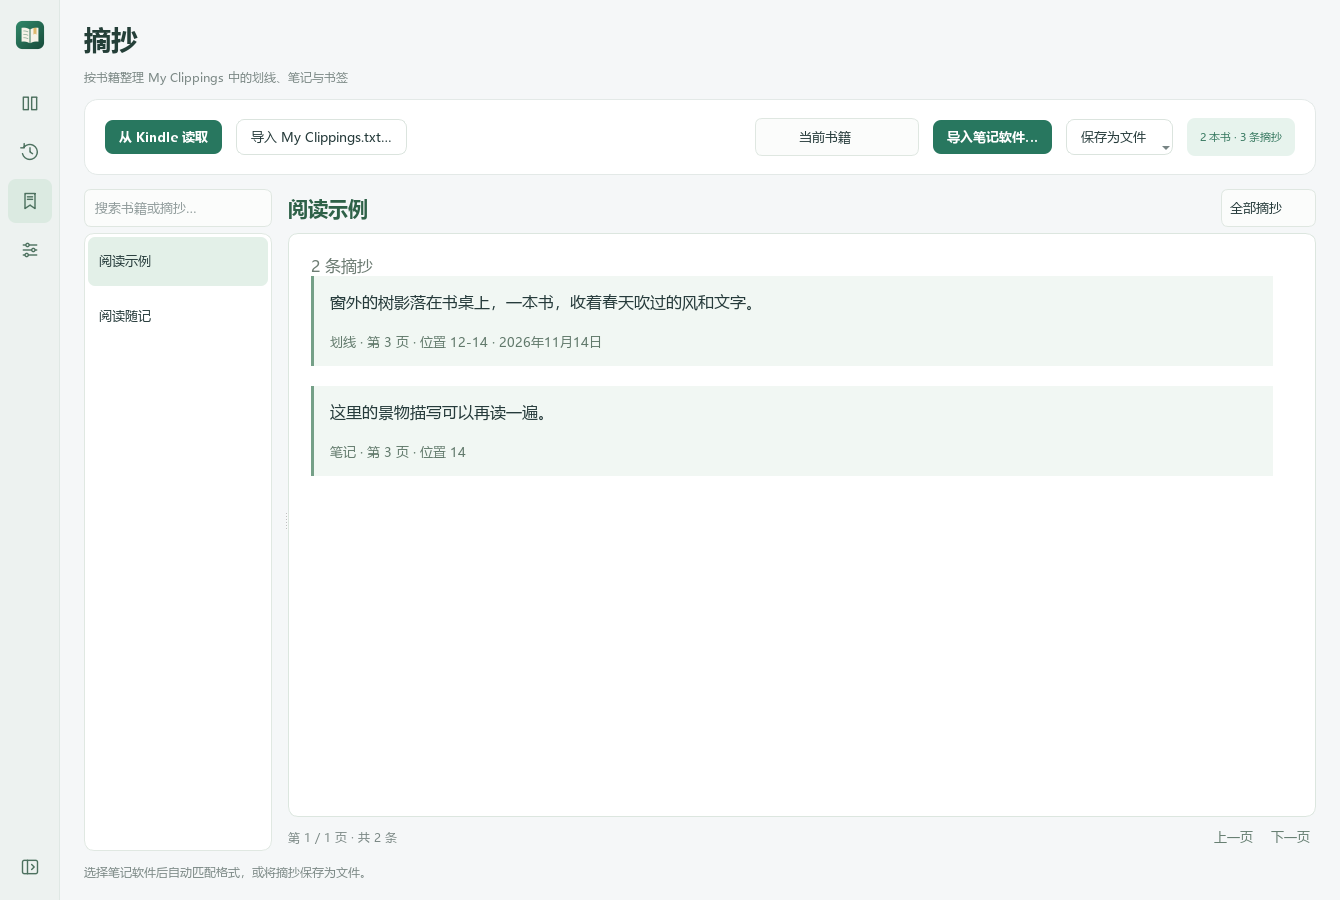 摘抄
按书籍整理 My Clippings 中的划线、笔记与书签
从 Kindle 读取
导入 My Clippings.txt...
当前书籍
导入笔记软件...
保存为文件
2 本书 · 3 条摘抄
搜索书籍或摘抄...
阅读示例
全部摘抄
阅读示例
阅读随记
2 条摘抄
窗外的树影落在书桌上，一本书，收着春天吹过的风和文字。
划线 · 第 3 页 · 位置 12-14 · 2026年11月14日
这里的景物描写可以再读一遍。
笔记 · 第 3 页 · 位置 14
第 1 / 1 页 · 共 2 条
上一页
下一页
选择笔记软件后自动匹配格式，或将摘抄保存为文件。